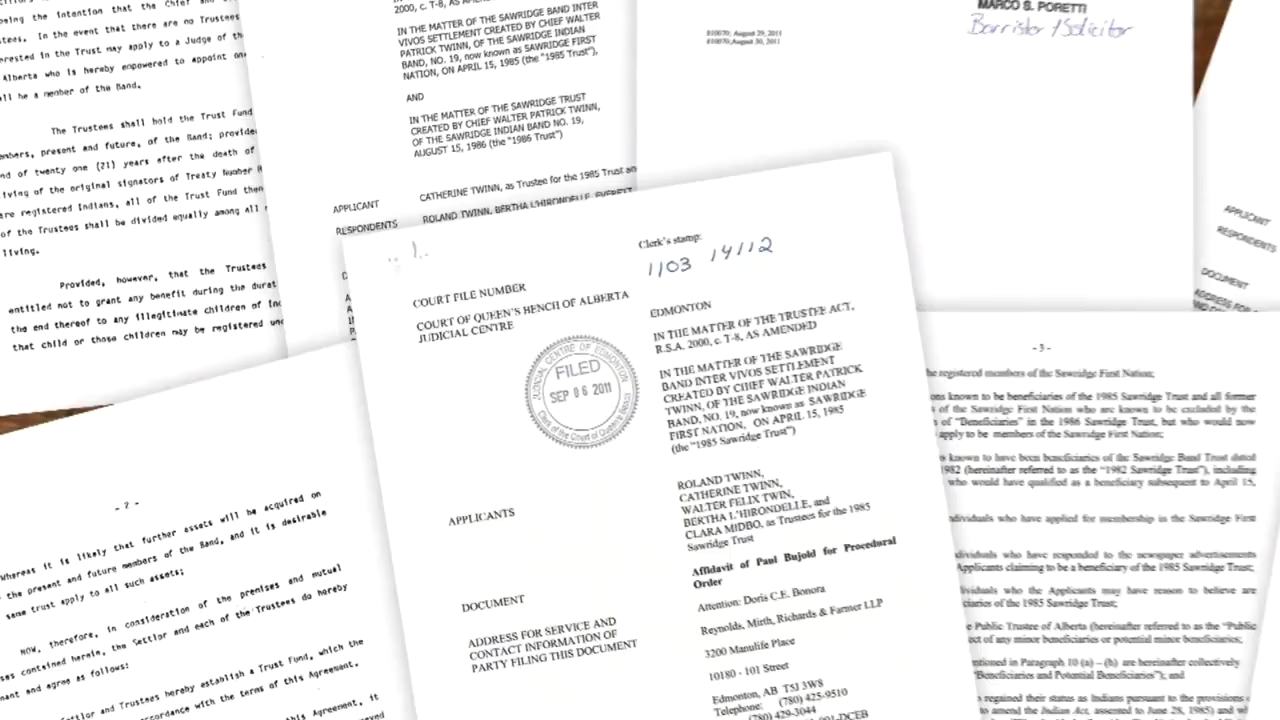 being the intention that the Chief and
In the event that there are no Trustees
in the Trust may apply to a Judge of the
Alberta who is hereby empowered to appoint
be a member of the Band.
The Trustees shall hold the Trust Fund
present and future, of the Band;
of twenty one (21) years after the death of
living of the original signators of Treaty Number
are registered Indians, all of the Trust Fund
of the Trustees shall be divided equally among all
living.
Provided, however, that the Trustees
entitled not to grant any benefit during the
the end thereof to any illegitimate children of
that child or those children may be registered
- 2 -
Whereas it is likely that further assets will be acquired on
the present and future members of the Band, and it is desirable
same trust apply to all such assets;
NOW, therefore, in consideration of the premises and mutual
contained herein, the Settlor and each of the Trustees do hereby
and agree as follows:
Settlor and Trustees hereby establish a Trust Fund, which the
accordance with the terms of this Agreement.
this Agreement, it
2000, c. T-8, AS
IN THE MATTER OF THE SAWRIDGE BAND INTER
VIVOS SETTLEMENT CREATED BY CHIEF WALTER
PATRICK TWINN, OF THE SAWRIDGE INDIAN
BAND, NO. 19, now known as SAWRIDGE FIRST
NATION, ON APRIL 15, 1985 (the "1985 Trust"),
AND
IN THE MATTER OF THE SAWRIDGE TRUST
CREATED BY CHIEF WALTER PATRICK TWINN,
OF THE SAWRIDGE INDIAN BAND NO. 19,
AUGUST 15, 1986 (the "1986 Trust")
APPLICANT
CATHERINE TWINN, as Trustee for the 1985 Trust
RESPONDENTS
ROLAND TWINN, BERTHA L'HIRONDELLE, EVERETT
MARCO S. PORETTI
Barrister / Solicitor
810070; August 29, 2011
810070; August 30, 2011
APPLICANT
RESPONDENTS
DOCUMENT
ADDRESS FOR
Clerk's stamp:
1103 14112
COURT FILE NUMBER
COURT OF QUEEN'S HENCH OF ALBERTA
JUDICIAL CENTRE
EDMONTON
JUDICIAL CENTRE OF EDMONTON
FILED
SEP 06 2011
Clerk of the Court of Queen's Bench
IN THE MATTER OF THE TRUSTEE ACT,
R.S.A. 2000, c. T-8, AS AMENDED
IN THE MATTER OF THE SAWRIDGE
BAND INTER VIVOS SETTLEMENT
CREATED BY CHIEF WALTER PATRICK
TWINN, OF THE SAWRIDGE INDIAN
BAND, NO. 19, now known as SAWRIDGE
FIRST NATION, ON APRIL 15, 1985
(the "1985 Sawridge Trust")
APPLICANTS
ROLAND TWINN,
CATHERINE TWINN,
WALTER FELIX TWIN,
BERTHA L'HIRONDELLE, and
CLARA MIDBO, as Trustees for the 1985
Sawridge Trust
DOCUMENT
Affidavit of Paul Bujold for Procedural
Order
ADDRESS FOR SERVICE AND
CONTACT INFORMATION OF
PARTY FILING THIS DOCUMENT
Attention: Doris C.E. Bonora
Reynolds, Mirth, Richards & Farmer LLP
3200 Manulife Place
10180 - 101 Street
Edmonton, AB T5J 3W8
Telephone: (780) 425-9510
(780) 429-3044
- 3 -
the registered members of the Sawridge First Nation;
known to be beneficiaries of the 1985 Sawridge Trust and all former
of the Sawridge First Nation who are known to be excluded by the
of "Beneficiaries" in the 1986 Sawridge Trust, but who would now
apply to be members of the Sawridge First Nation;
known to have been beneficiaries of the Sawridge Band Trust dated
1982 (hereinafter referred to as the "1982 Sawridge Trust"), including
who would have qualified as a beneficiary subsequent to April 15,
individuals who have applied for membership in the Sawridge First
individuals who have responded to the newspaper advertisements
Applicants claiming to be a beneficiary of the 1985 Sawridge Trust;
individuals who the Applicants may have reason to believe are
of the 1985 Sawridge Trust;
Public Trustee of Alberta (hereinafter referred to as the "Public
of any minor beneficiaries or potential minor beneficiaries;
in Paragraph 10 (a) – (h) are hereinafter collectively
"Beneficiaries and Potential Beneficiaries"); and
regained their status as Indians pursuant to the provisions
to amend the Indian Act, assented to June 28, 1985) and